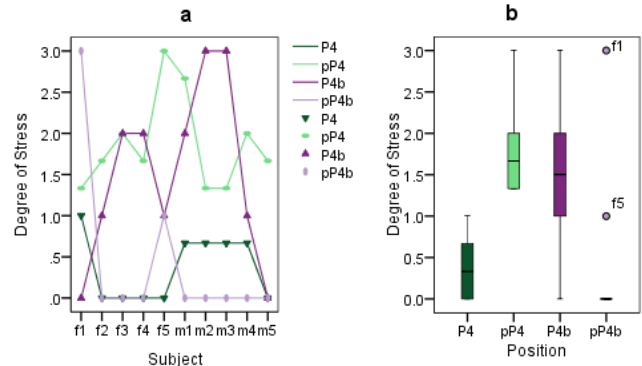 a
3.0
2.5
2.0
1.5
1.0
.5
.0
Degree of Stress
f1 f2 f3 f4 f5 m1 m2 m3 m4 m5
Subject
P4
pP4
P4b
pP4b
P4
pP4
P4b
pP4b
b
3.0
2.5
2.0
1.5
1.0
0.5
0.0
Degree of Stress
f1
f5
P4 pP4 P4b pP4b
Position